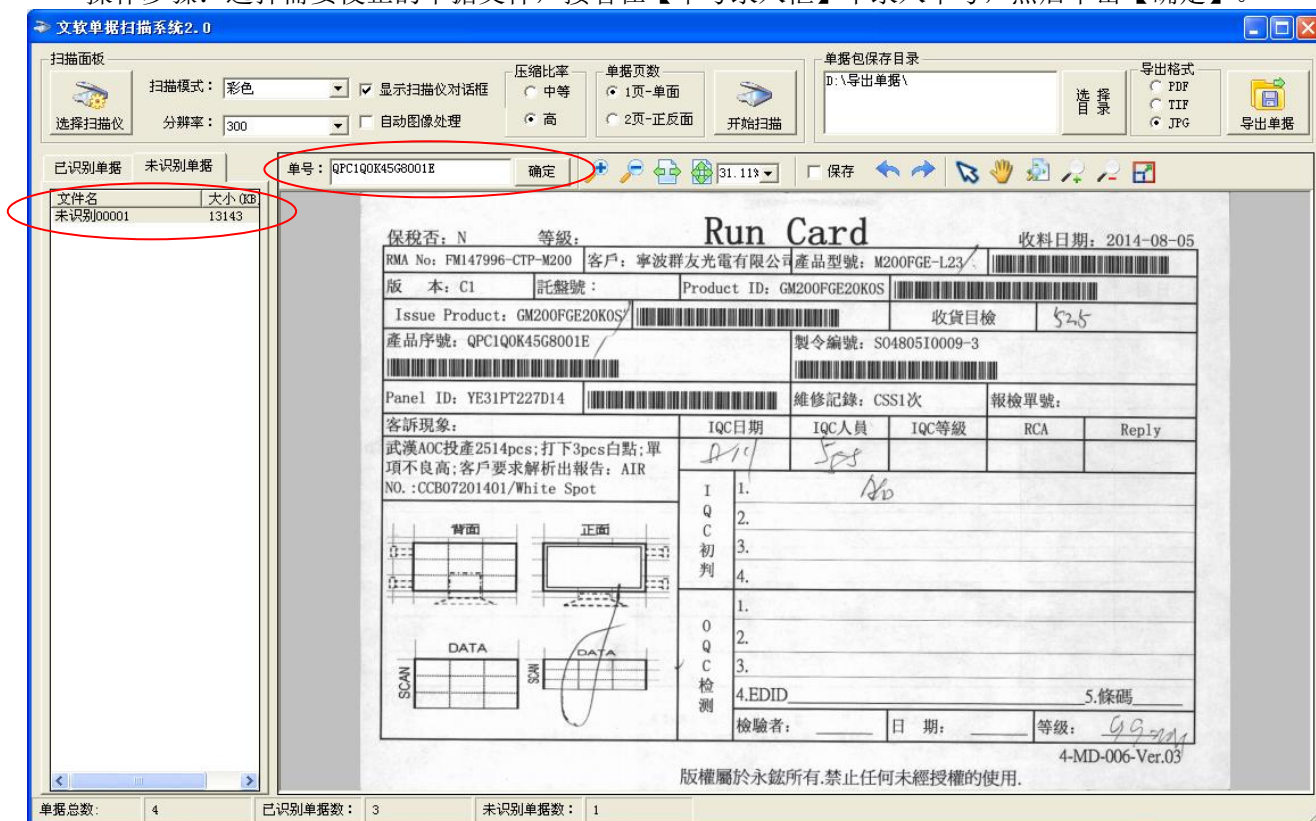 操作步骤：选择需要校正的单据文件，接着在【单号录入框】中录入单号，然后单击【确定】。
文软单据扫描系统2.0
扫描面板
选择扫描仪
扫描模式： 彩色
分辨率： 300
显示扫描仪对话框
自动图像处理
压缩比率
中等
高
单据页数
1页-单面
2页-正反面
开始扫描
单据包保存目录
D:\导出单据\
选择目录
导出格式
PDF
TIF
JPG
导出单据
已识别单据 未识别单据
单号： QPC1Q0K45G8001E 确定
31.11% 保存
文件名 大小(KB)
未识别00001 13143
Run Card
保税否：N 等級： 收料日期：2014-08-05
RMA No: FM147996-CTP-M200 客戶：寧波群友光電有限公司 產品型號：M200FGE-L23
版 本：C1 託盤號： Product ID: GM200FGE20K0S
Issue Product: GM200FGE20K0S 收貨目檢 525
產品序號：QPC1Q0K45G8001E 製令編號：S04805I0009-3
Panel ID: YE31PT227D14 維修記錄：CSS1次 報檢單號：
客訴現象： IQC日期 IQC人員 IQC等級 RCA Reply
武漢AOC投產2514pcs;打下3pcs白點;單
項不良高;客戶要求解析出報告：AIR
NO.:CCB07201401/White Spot
IQC初判
1.
2.
3.
4.
背面 正面
DATA DATA
SCAN SCAN
OQC检测
1.
2.
3.
4.EDID 5.條碼
檢驗者： 日 期： 等级：
4-MD-006-Ver.03
版權屬於永鈜所有.禁止任何未經授權的使用.
单据总数： 4 已识别单据数： 3 未识别单据数： 1